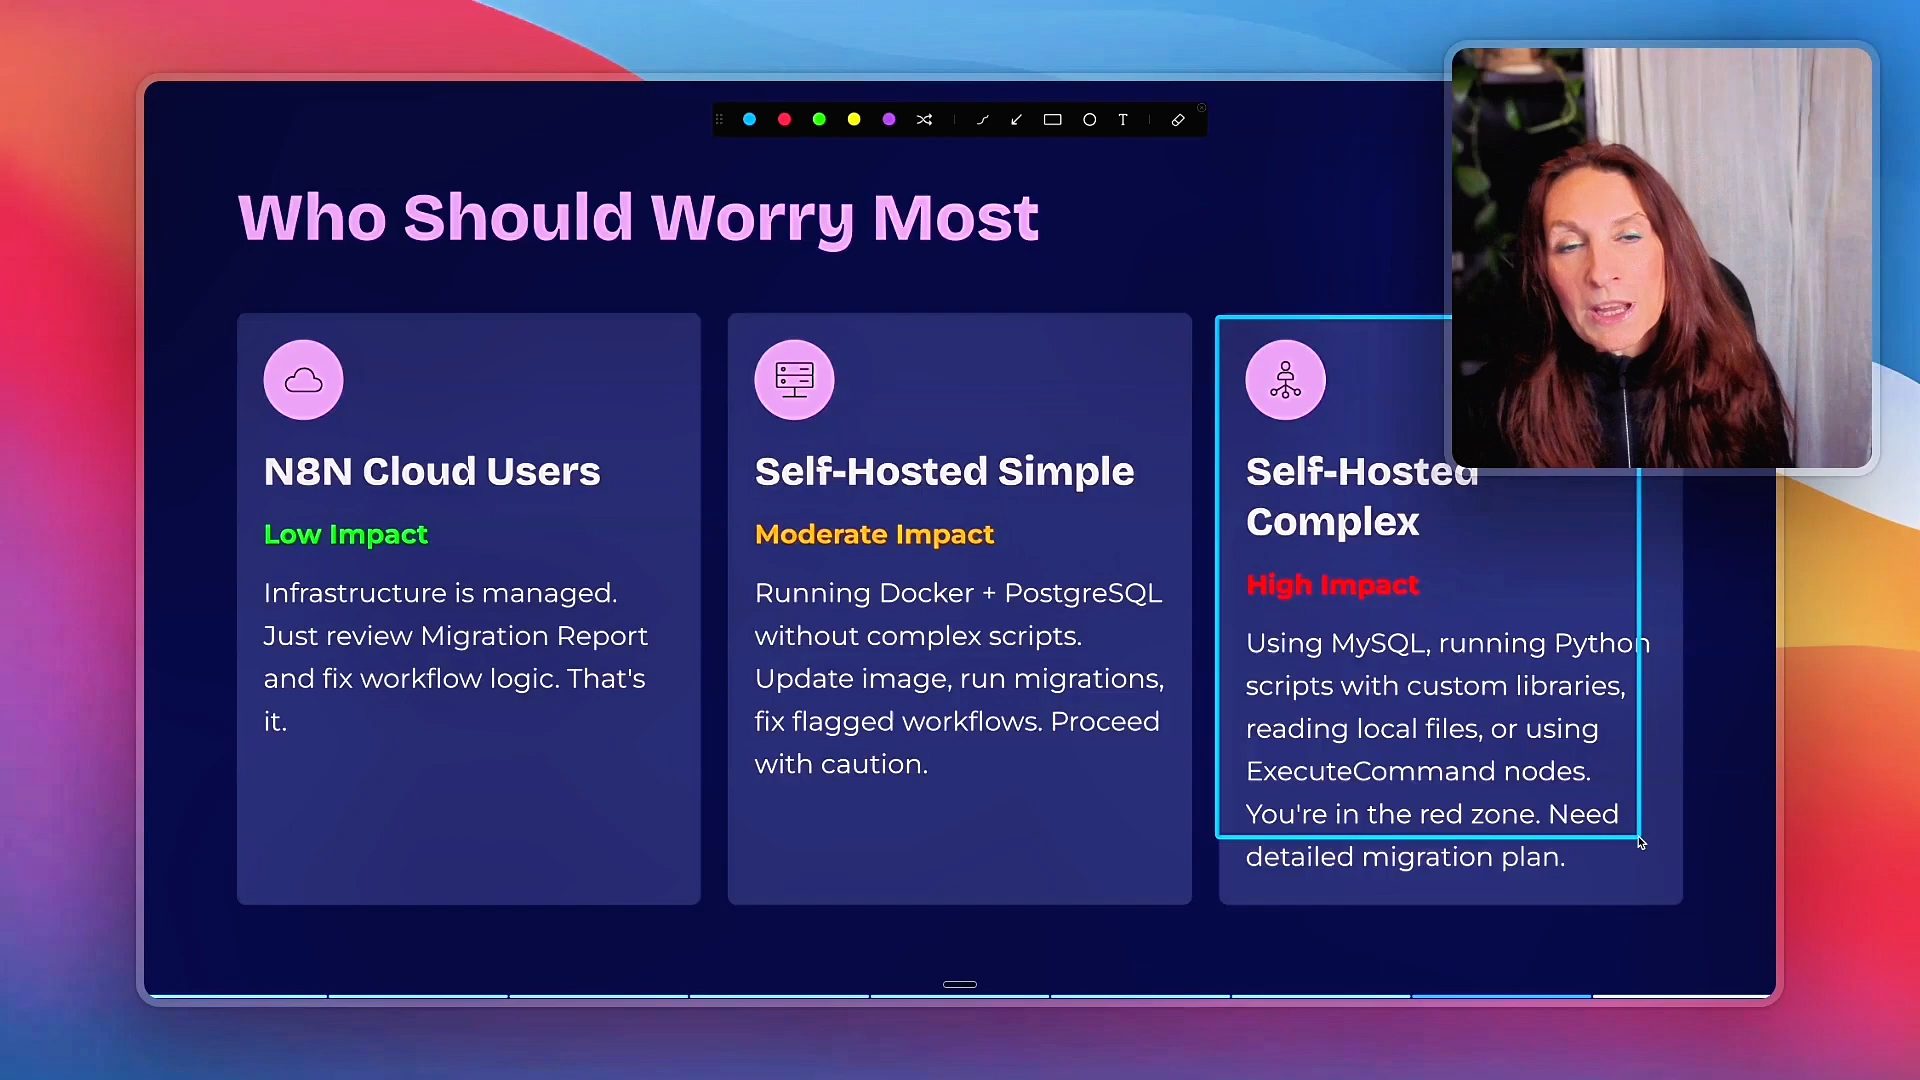 T
Who Should Worry Most
N8N Cloud Users
Low Impact
Infrastructure is managed.
Just review Migration Report
and fix workflow logic. That's
it.
Self-Hosted Simple
Moderate Impact
Running Docker + PostgreSQL
without complex scripts.
Update image, run migrations,
fix flagged workflows. Proceed
with caution.
Self-Hosted
Complex
High Impact
Using MySQL, running Python
scripts with custom libraries,
reading local files, or using
ExecuteCommand nodes.
You're in the red zone. Need
detailed migration plan.